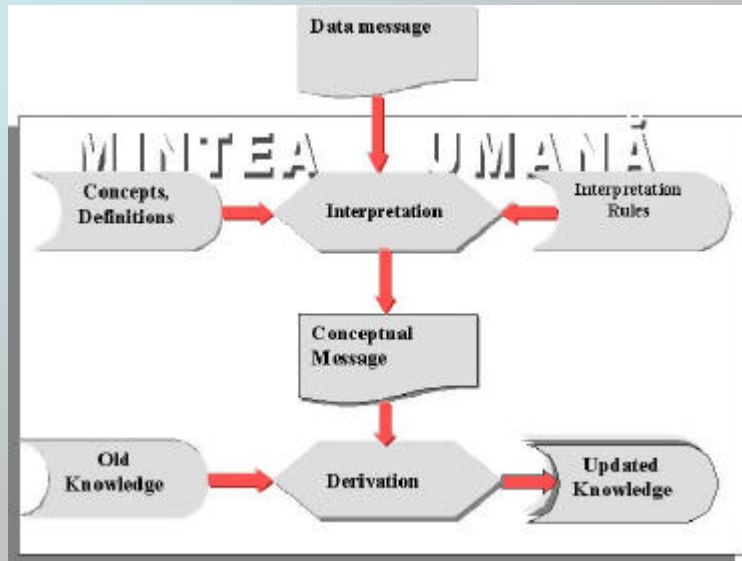 Data message
MINTEA UMANĂ
Concepts,
Definitions
Interpretation
Interpretation
Rules
Conceptual
Message
Old
Knowledge
Derivation
Updated
Knowledge